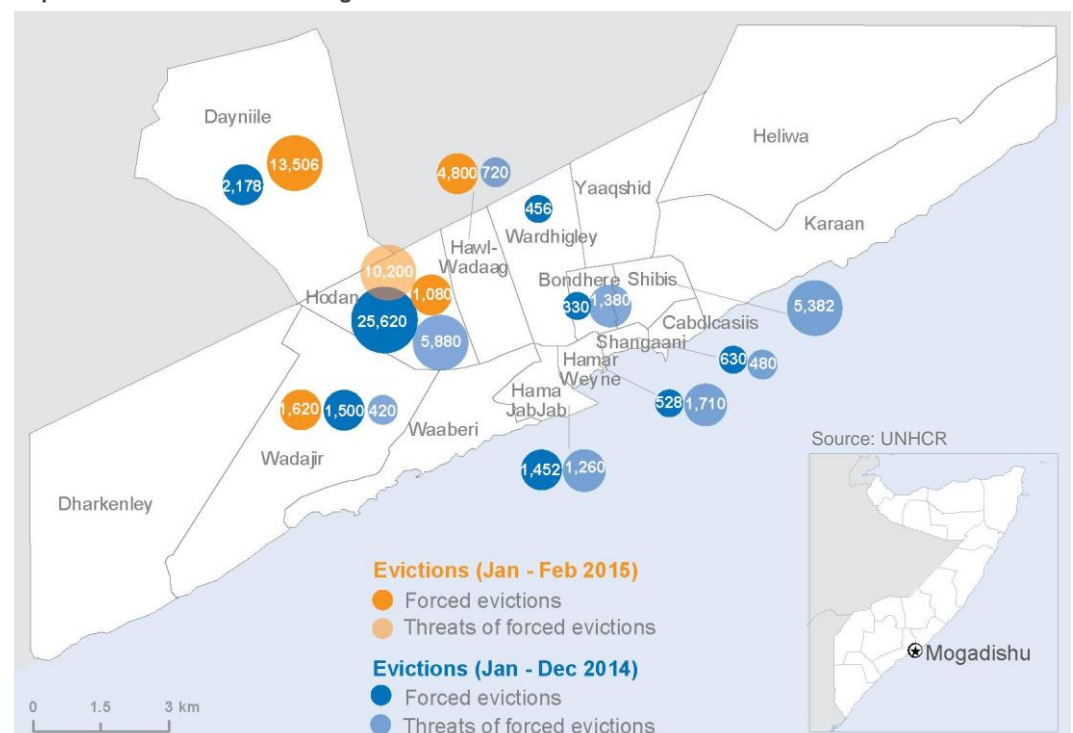 Dayniile
13,506
2,178
4,800
720
Heliwa
Yaaqshid
456
Wardhigley
Karaan
Hawl-
Wadaag
10,200
Hodan
11,080
25,620
5,880
Bondhere
Shibis
330
1,380
5,382
Cabdlcasiis
Shangaani
630
480
Hamar
Weyne
528
1,710
Hama
JabJab
1,620
1,500
420
Waaberi
Wadajir
1,452
1,260
Dharkenley
Source: UNHCR
Mogadishu
Evictions (Jan - Feb 2015)
Forced evictions
Threats of forced evictions
Evictions (Jan - Dec 2014)
Forced evictions
Threats of forced evictions
0 1.5 3 km